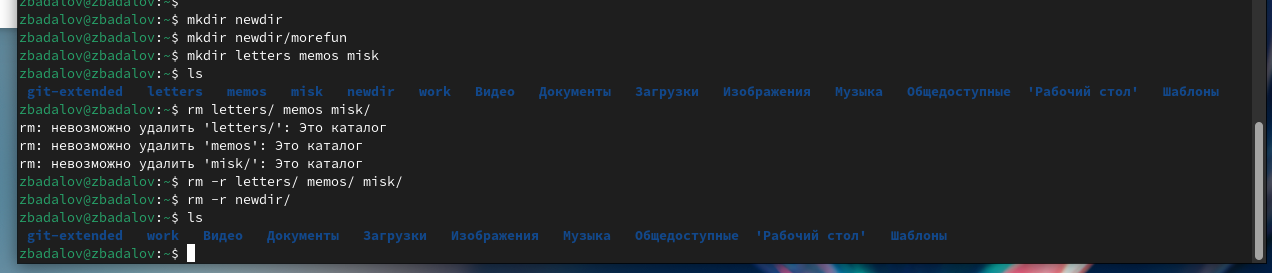 zbadalov@zbadalov:~$
zbadalov@zbadalov:~$ mkdir newdir
zbadalov@zbadalov:~$ mkdir newdir/morefun
zbadalov@zbadalov:~$ mkdir letters memos misk
zbadalov@zbadalov:~$ ls
git-extended letters memos misk newdir work Видео Документы Загрузки Изображения Музыка Общедоступные 'Рабочий стол' Шаблоны
zbadalov@zbadalov:~$ rm letters/ memos misk/
rm: невозможно удалить 'letters/': Это каталог
rm: невозможно удалить 'memos': Это каталог
rm: невозможно удалить 'misk/': Это каталог
zbadalov@zbadalov:~$ rm -r letters/ memos/ misk/
zbadalov@zbadalov:~$ rm -r newdir/
zbadalov@zbadalov:~$ ls
git-extended work Видео Документы Загрузки Изображения Музыка Общедоступные 'Рабочий стол' Шаблоны
zbadalov@zbadalov:~$